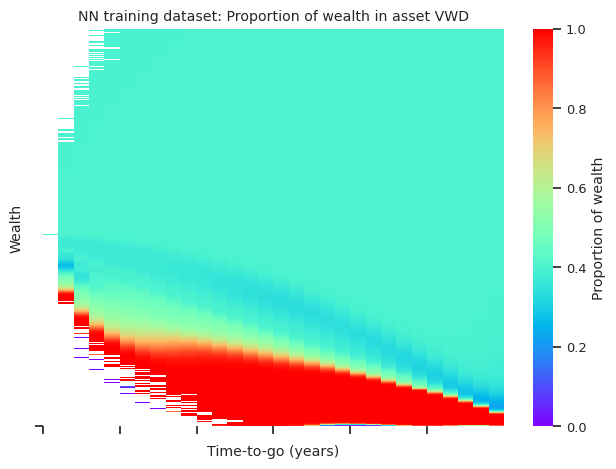 NN training dataset: Proportion of wealth in asset VWD
Wealth
Time-to-go (years)
1.0
0.8
0.6
0.4
0.2
0.0
Proportion of wealth